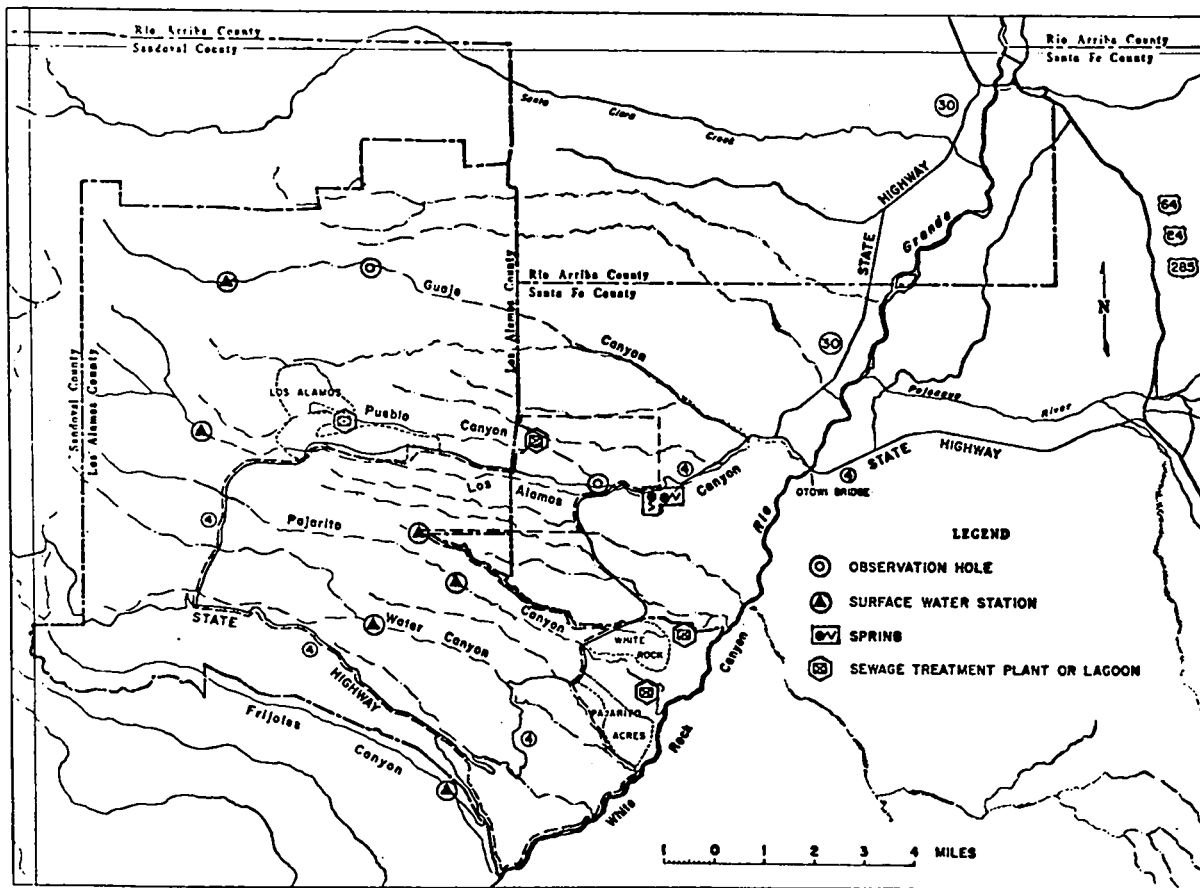 Rio Arriba County
Sandoval County
Rio Arriba County
Santa Fe County
Santa Clara Creek
30
STATE HIGHWAY
Rio Grande
64
84
285
N
Guaje Canyon
Rio Arriba County
Santa Fe County
Los Alamos County
Sandoval County
Los Alamos County
30
LOS ALAMOS
Pueblo Canyon
Pojoaque River
4
STATE HIGHWAY
4
OTOWI BRIDGE
Los Alamos Canyon
4
Pajarito Canyon
STATE HIGHWAY
4
Water Canyon
WHITE ROCK
PAJARITO ACRES
4
Frijoles Canyon
White Rock Canyon
LEGEND
OBSERVATION HOLE
SURFACE WATER STATION
SPRING
SEWAGE TREATMENT PLANT OR LAGOON
1 0 1 2 3 4 MILES